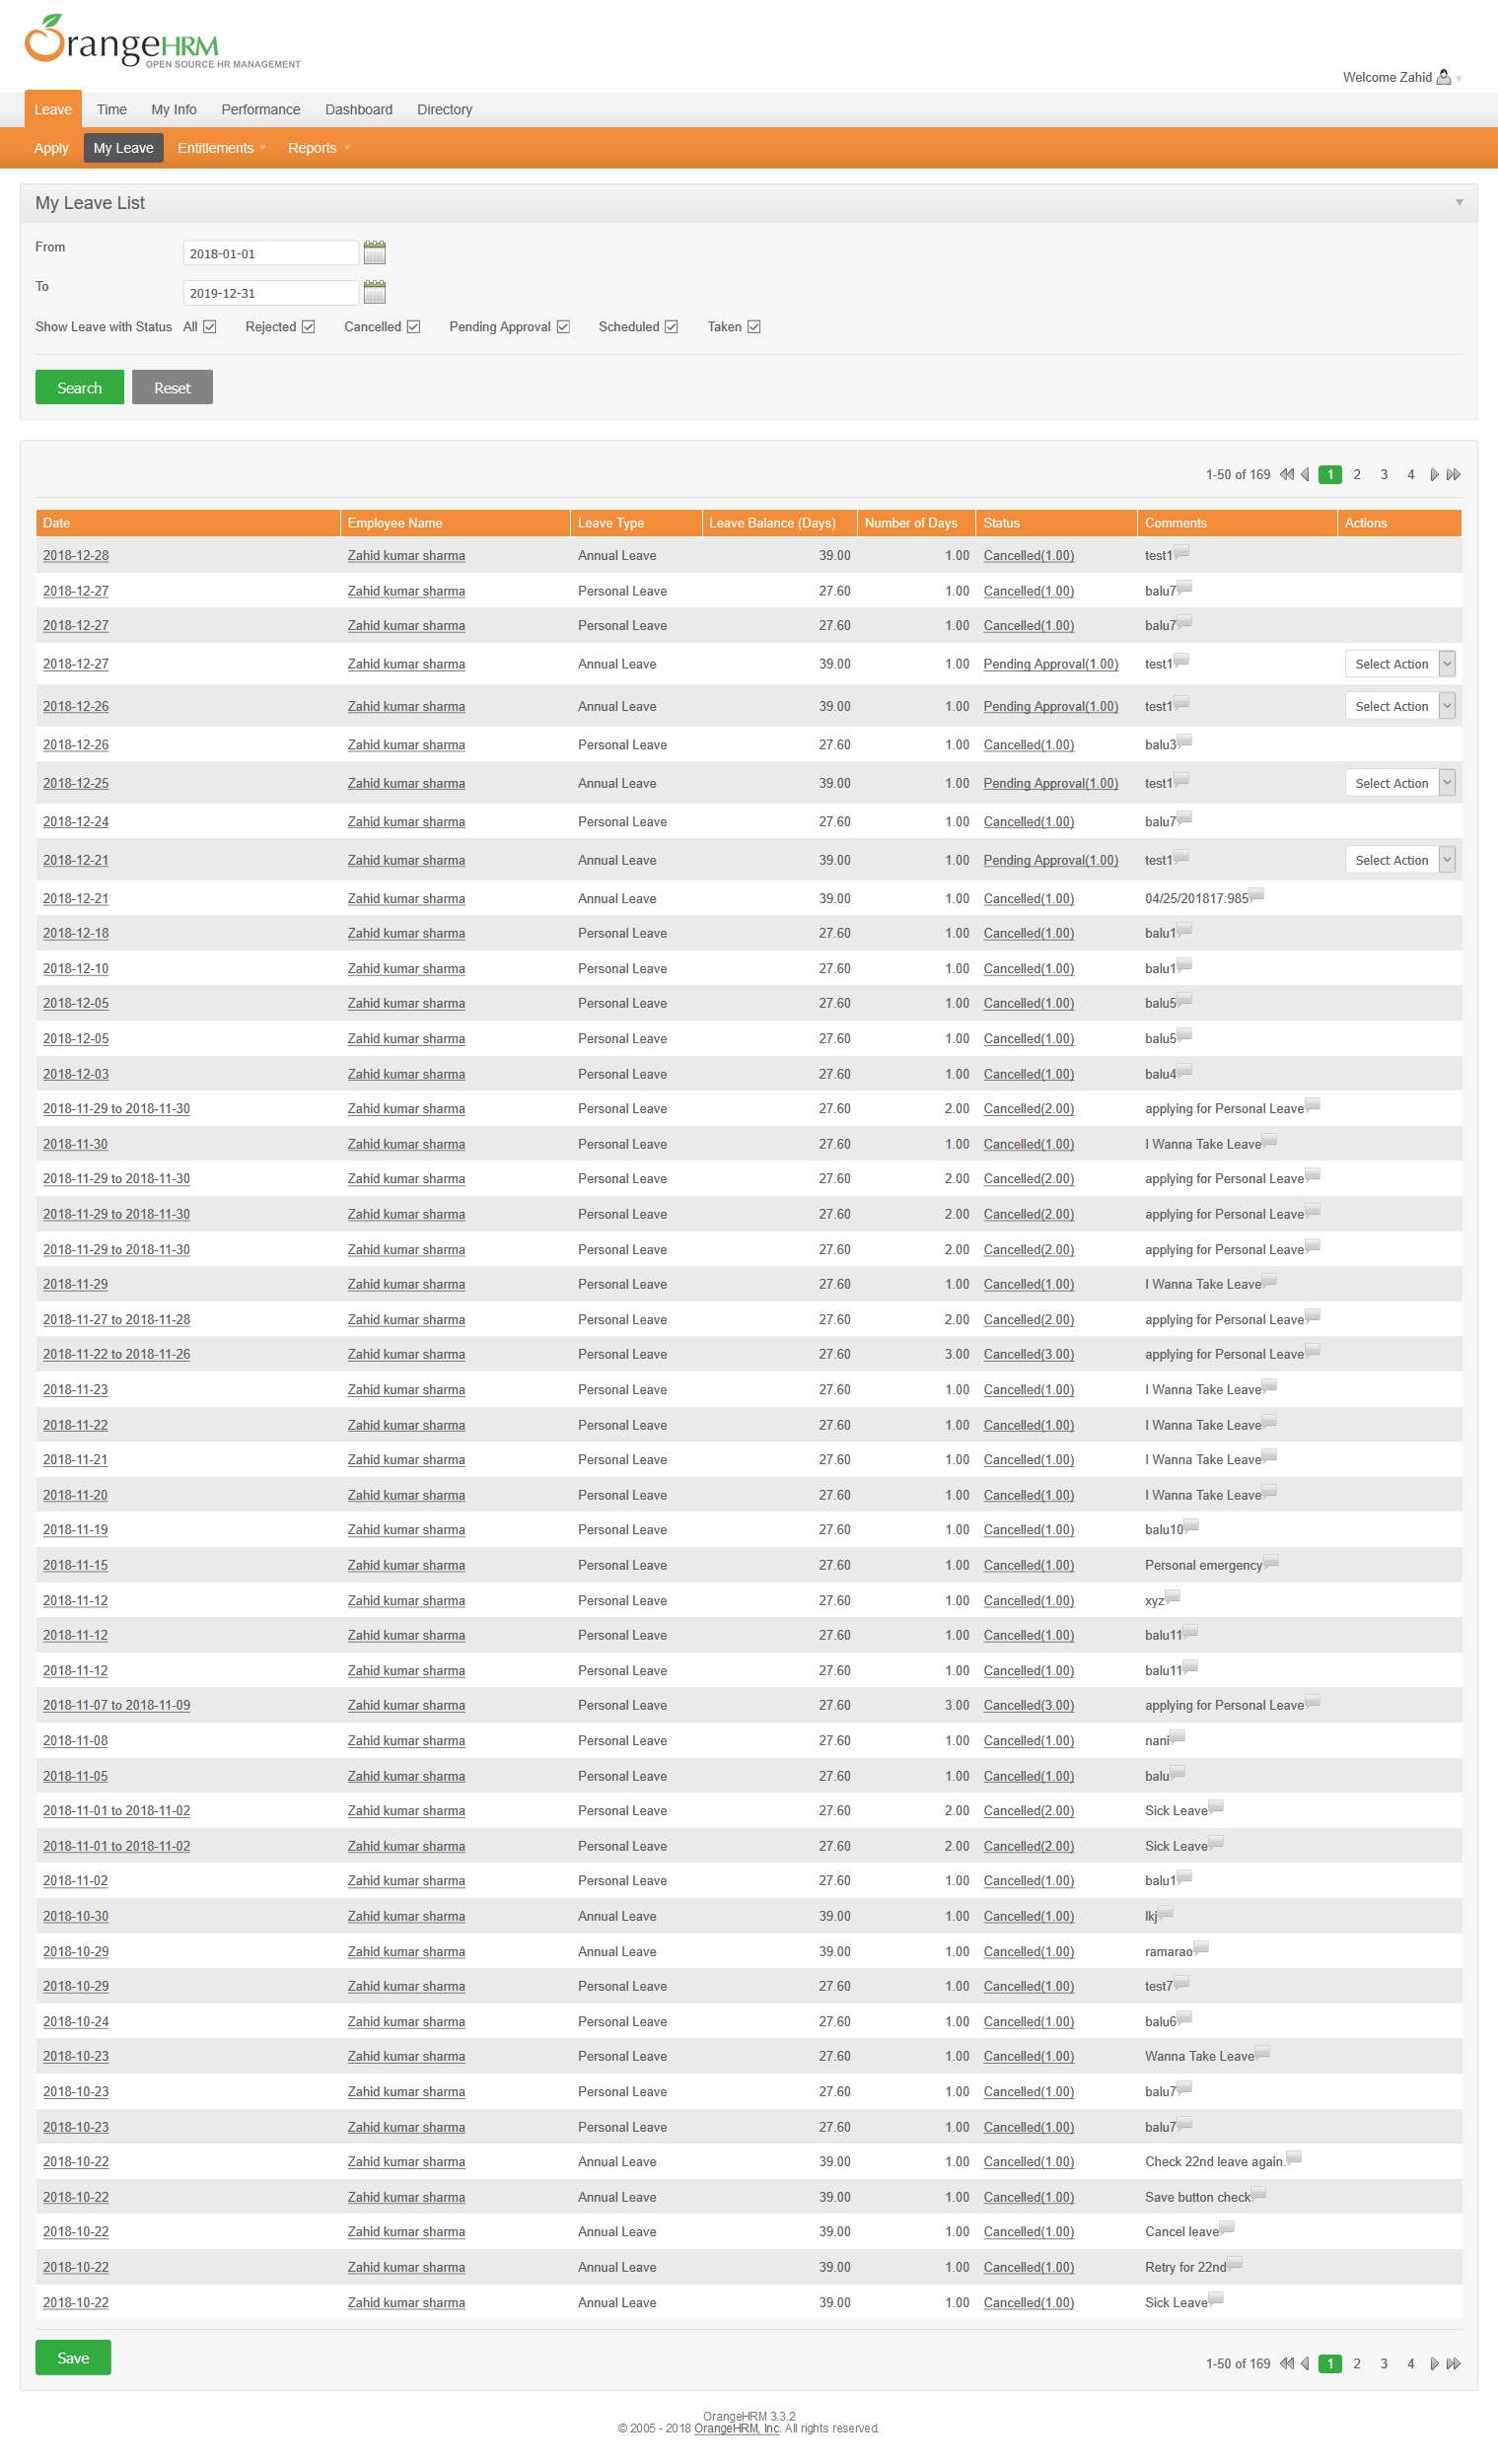 OrangeHRM
OPEN SOURCE HR MANAGEMENT
Welcome Zahid
Leave Time My Info Performance Dashboard Directory
Apply My Leave Entitlements Reports
My Leave List
From 2018-01-01
To 2019-12-31
Show Leave with Status All Rejected Cancelled Pending Approval Scheduled Taken
Search Reset
1-50 of 169 1 2 3 4
Date Employee Name Leave Type Leave Balance (Days) Number of Days Status Comments Actions
2018-12-28 Zahid kumar sharma Annual Leave 39.00 1.00 Cancelled(1.00) test1
2018-12-27 Zahid kumar sharma Personal Leave 27.60 1.00 Cancelled(1.00) balu7
2018-12-27 Zahid kumar sharma Personal Leave 27.60 1.00 Cancelled(1.00) balu7
2018-12-27 Zahid kumar sharma Annual Leave 39.00 1.00 Pending Approval(1.00) test1 Select Action
2018-12-26 Zahid kumar sharma Annual Leave 39.00 1.00 Pending Approval(1.00) test1 Select Action
2018-12-26 Zahid kumar sharma Personal Leave 27.60 1.00 Cancelled(1.00) balu3
2018-12-25 Zahid kumar sharma Annual Leave 39.00 1.00 Pending Approval(1.00) test1 Select Action
2018-12-24 Zahid kumar sharma Personal Leave 27.60 1.00 Cancelled(1.00) balu7
2018-12-21 Zahid kumar sharma Annual Leave 39.00 1.00 Pending Approval(1.00) test1 Select Action
2018-12-21 Zahid kumar sharma Annual Leave 39.00 1.00 Cancelled(1.00) 04/25/201817:985
2018-12-18 Zahid kumar sharma Personal Leave 27.60 1.00 Cancelled(1.00) balu1
2018-12-10 Zahid kumar sharma Personal Leave 27.60 1.00 Cancelled(1.00) balu1
2018-12-05 Zahid kumar sharma Personal Leave 27.60 1.00 Cancelled(1.00) balu5
2018-12-05 Zahid kumar sharma Personal Leave 27.60 1.00 Cancelled(1.00) balu5
2018-12-03 Zahid kumar sharma Personal Leave 27.60 1.00 Cancelled(1.00) balu4
2018-11-29 to 2018-11-30 Zahid kumar sharma Personal Leave 27.60 2.00 Cancelled(2.00) applying for Personal Leave
2018-11-30 Zahid kumar sharma Personal Leave 27.60 1.00 Cancelled(1.00) I Wanna Take Leave
2018-11-29 to 2018-11-30 Zahid kumar sharma Personal Leave 27.60 2.00 Cancelled(2.00) applying for Personal Leave
2018-11-29 to 2018-11-30 Zahid kumar sharma Personal Leave 27.60 2.00 Cancelled(2.00) applying for Personal Leave
2018-11-29 to 2018-11-30 Zahid kumar sharma Personal Leave 27.60 2.00 Cancelled(2.00) applying for Personal Leave
2018-11-29 Zahid kumar sharma Personal Leave 27.60 1.00 Cancelled(1.00) I Wanna Take Leave
2018-11-27 to 2018-11-28 Zahid kumar sharma Personal Leave 27.60 2.00 Cancelled(2.00) applying for Personal Leave
2018-11-22 to 2018-11-26 Zahid kumar sharma Personal Leave 27.60 3.00 Cancelled(3.00) applying for Personal Leave
2018-11-23 Zahid kumar sharma Personal Leave 27.60 1.00 Cancelled(1.00) I Wanna Take Leave
2018-11-22 Zahid kumar sharma Personal Leave 27.60 1.00 Cancelled(1.00) I Wanna Take Leave
2018-11-21 Zahid kumar sharma Personal Leave 27.60 1.00 Cancelled(1.00) I Wanna Take Leave
2018-11-20 Zahid kumar sharma Personal Leave 27.60 1.00 Cancelled(1.00) I Wanna Take Leave
2018-11-19 Zahid kumar sharma Personal Leave 27.60 1.00 Cancelled(1.00) balu10
2018-11-15 Zahid kumar sharma Personal Leave 27.60 1.00 Cancelled(1.00) Personal emergency
2018-11-12 Zahid kumar sharma Personal Leave 27.60 1.00 Cancelled(1.00) xyz
2018-11-12 Zahid kumar sharma Personal Leave 27.60 1.00 Cancelled(1.00) balu11
2018-11-12 Zahid kumar sharma Personal Leave 27.60 1.00 Cancelled(1.00) balu11
2018-11-07 to 2018-11-09 Zahid kumar sharma Personal Leave 27.60 3.00 Cancelled(3.00) applying for Personal Leave
2018-11-08 Zahid kumar sharma Personal Leave 27.60 1.00 Cancelled(1.00) nani
2018-11-05 Zahid kumar sharma Personal Leave 27.60 1.00 Cancelled(1.00) balu
2018-11-01 to 2018-11-02 Zahid kumar sharma Personal Leave 27.60 2.00 Cancelled(2.00) Sick Leave
2018-11-01 to 2018-11-02 Zahid kumar sharma Personal Leave 27.60 2.00 Cancelled(2.00) Sick Leave
2018-11-02 Zahid kumar sharma Personal Leave 27.60 1.00 Cancelled(1.00) balu1
2018-10-30 Zahid kumar sharma Annual Leave 39.00 1.00 Cancelled(1.00) lkj
2018-10-29 Zahid kumar sharma Annual Leave 39.00 1.00 Cancelled(1.00) ramarao
2018-10-29 Zahid kumar sharma Personal Leave 27.60 1.00 Cancelled(1.00) test7
2018-10-24 Zahid kumar sharma Personal Leave 27.60 1.00 Cancelled(1.00) balu6
2018-10-23 Zahid kumar sharma Personal Leave 27.60 1.00 Cancelled(1.00) Wanna Take Leave
2018-10-23 Zahid kumar sharma Personal Leave 27.60 1.00 Cancelled(1.00) balu7
2018-10-23 Zahid kumar sharma Personal Leave 27.60 1.00 Cancelled(1.00) balu7
2018-10-22 Zahid kumar sharma Annual Leave 39.00 1.00 Cancelled(1.00) Check 22nd leave again.
2018-10-22 Zahid kumar sharma Annual Leave 39.00 1.00 Cancelled(1.00) Save button check
2018-10-22 Zahid kumar sharma Annual Leave 39.00 1.00 Cancelled(1.00) Cancel leave
2018-10-22 Zahid kumar sharma Annual Leave 39.00 1.00 Cancelled(1.00) Retry for 22nd
2018-10-22 Zahid kumar sharma Annual Leave 39.00 1.00 Cancelled(1.00) Sick Leave
Save
1-50 of 169 1 2 3 4
OrangeHRM 3.3.2
© 2005 - 2018 OrangeHRM, Inc. All rights reserved.